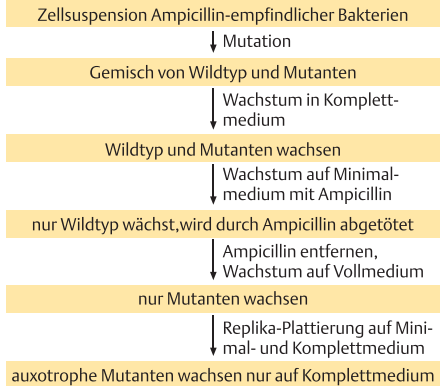 Zellsuspension Ampicillin-empfindlicher Bakterien
Mutation
Gemisch von Wildtyp und Mutanten
Wachstum in Komplett-
medium
Wildtyp und Mutanten wachsen
Wachstum auf Minimal-
medium mit Ampicillin
nur Wildtyp wächst,wird durch Ampicillin abgetötet
Ampicillin entfernen,
Wachstum auf Vollmedium
nur Mutanten wachsen
Replika-Plattierung auf Mini-
mal- und Komplettmedium
auxotrophe Mutanten wachsen nur auf Komplettmedium